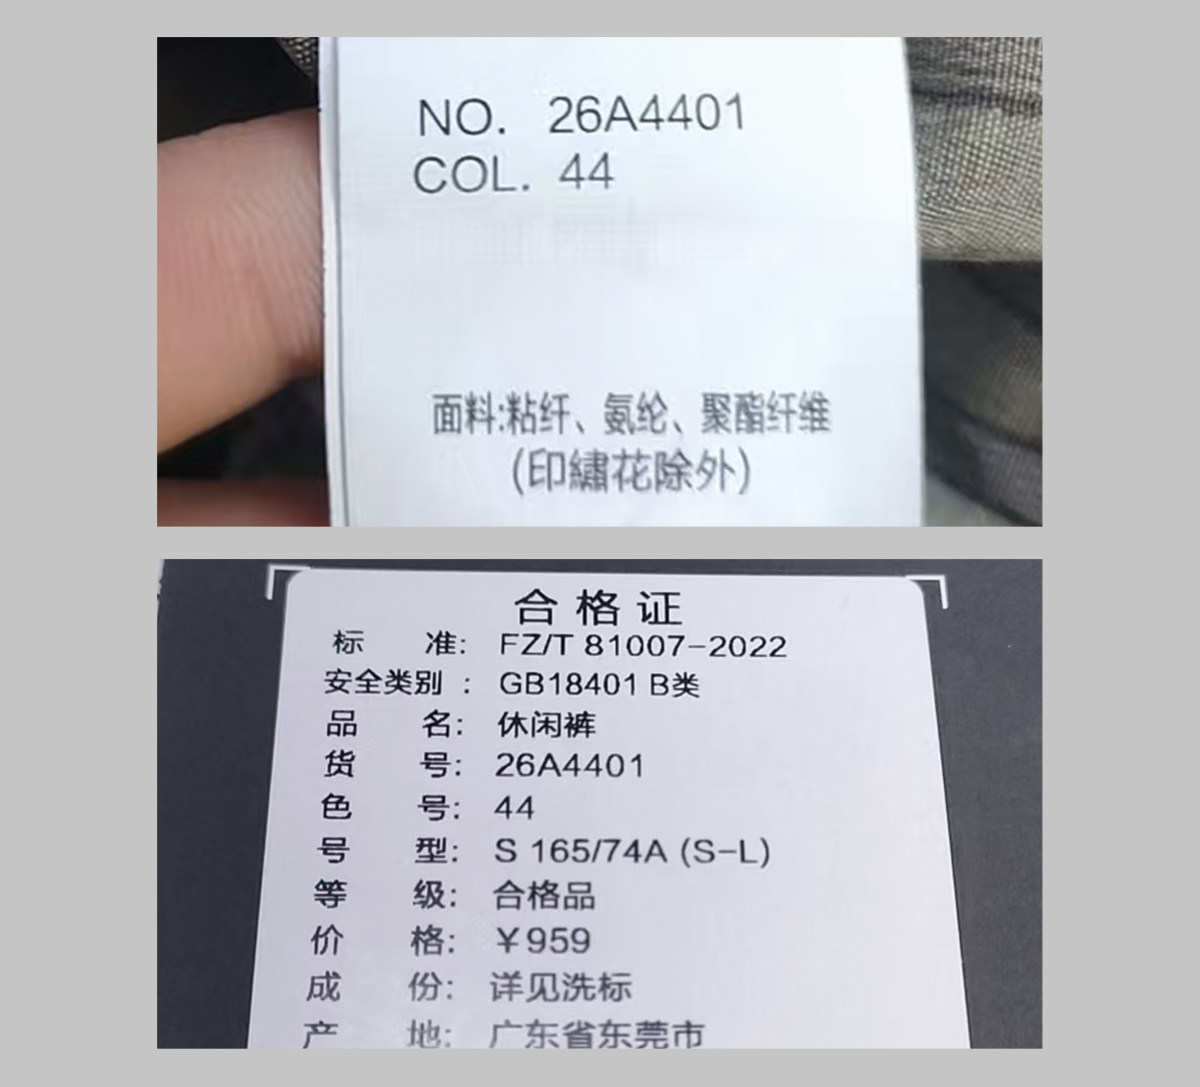 NO. 26A4401
COL. 44
面料:粘纤、氨纶、聚酯纤维
(印繡花除外)
合格证
标 准: FZ/T 81007-2022
安全类别 : GB18401 B类
品 名: 休闲裤
货 号: 26A4401
色 号: 44
号 型: S 165/74A (S-L)
等 级: 合格品
价 格: ￥959
成 份: 详见洗标
产 地: 广东省东莞市